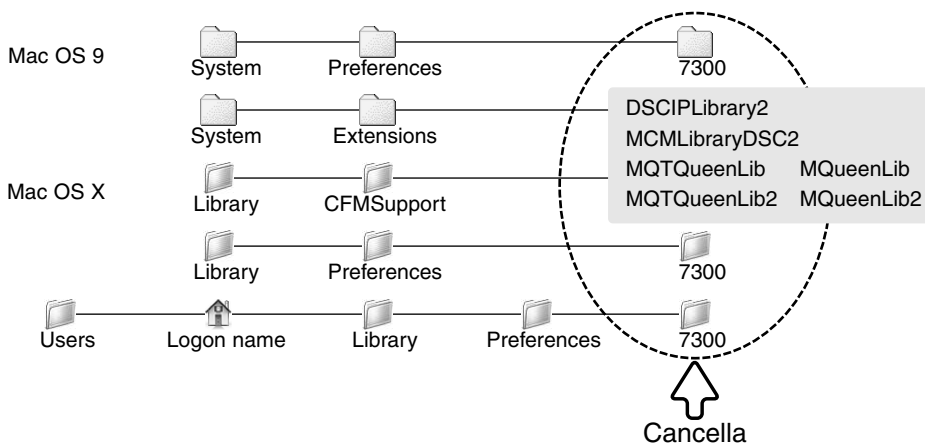 Mac OS 9
System Preferences 7300
System Extensions
DSCIPLibrary2
MCMLibraryDSC2
MQTQueenLib MQueenLib
MQTQueenLib2 MQueenLib2
Mac OS X
Library CFMSupport
Library Preferences 7300
Users Logon name Library Preferences 7300
Cancella